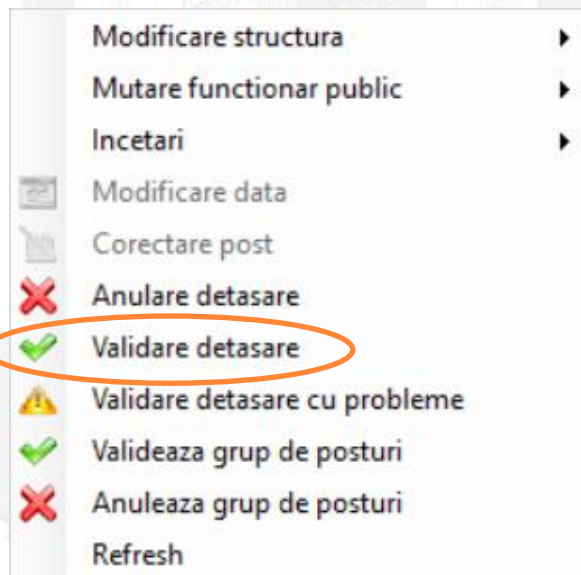 Modificare structura
Mutare functionar public
Incetari
Modificare data
Corectare post
Anulare detasare
Validare detasare
Validare detasare cu probleme
Valideaza grup de posturi
Anuleaza grup de posturi
Refresh